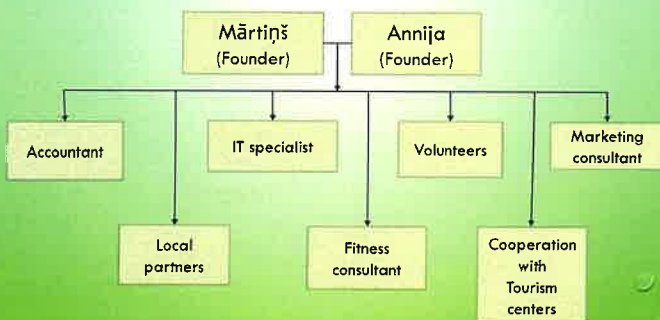 Mārtiņš
(Founder)
Annija
(Founder)
Accountant
IT specialist
Volunteers
Marketing
consultant
Local
partners
Fitness
consultant
Cooperation
with
Tourism
centers